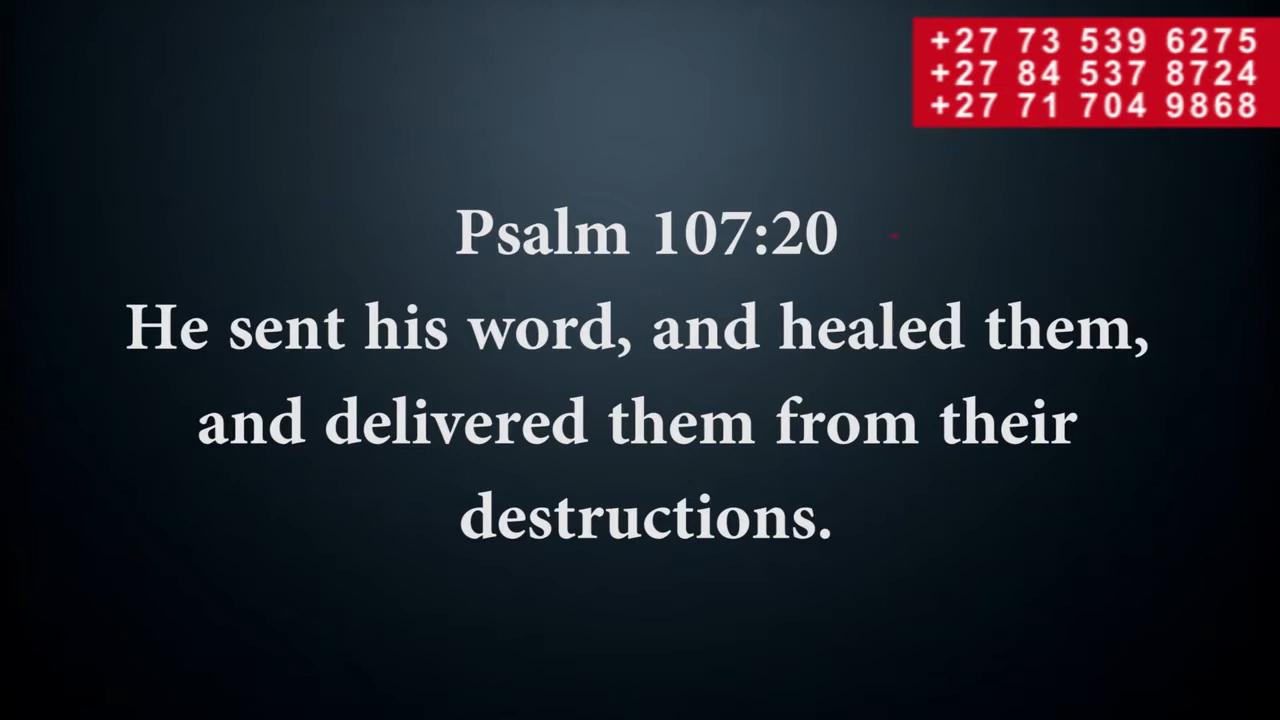 +27 73 539 6275
+27 84 537 8724
+27 71 704 9868
Psalm 107:20
He sent his word, and healed them,
and delivered them from their
destructions.